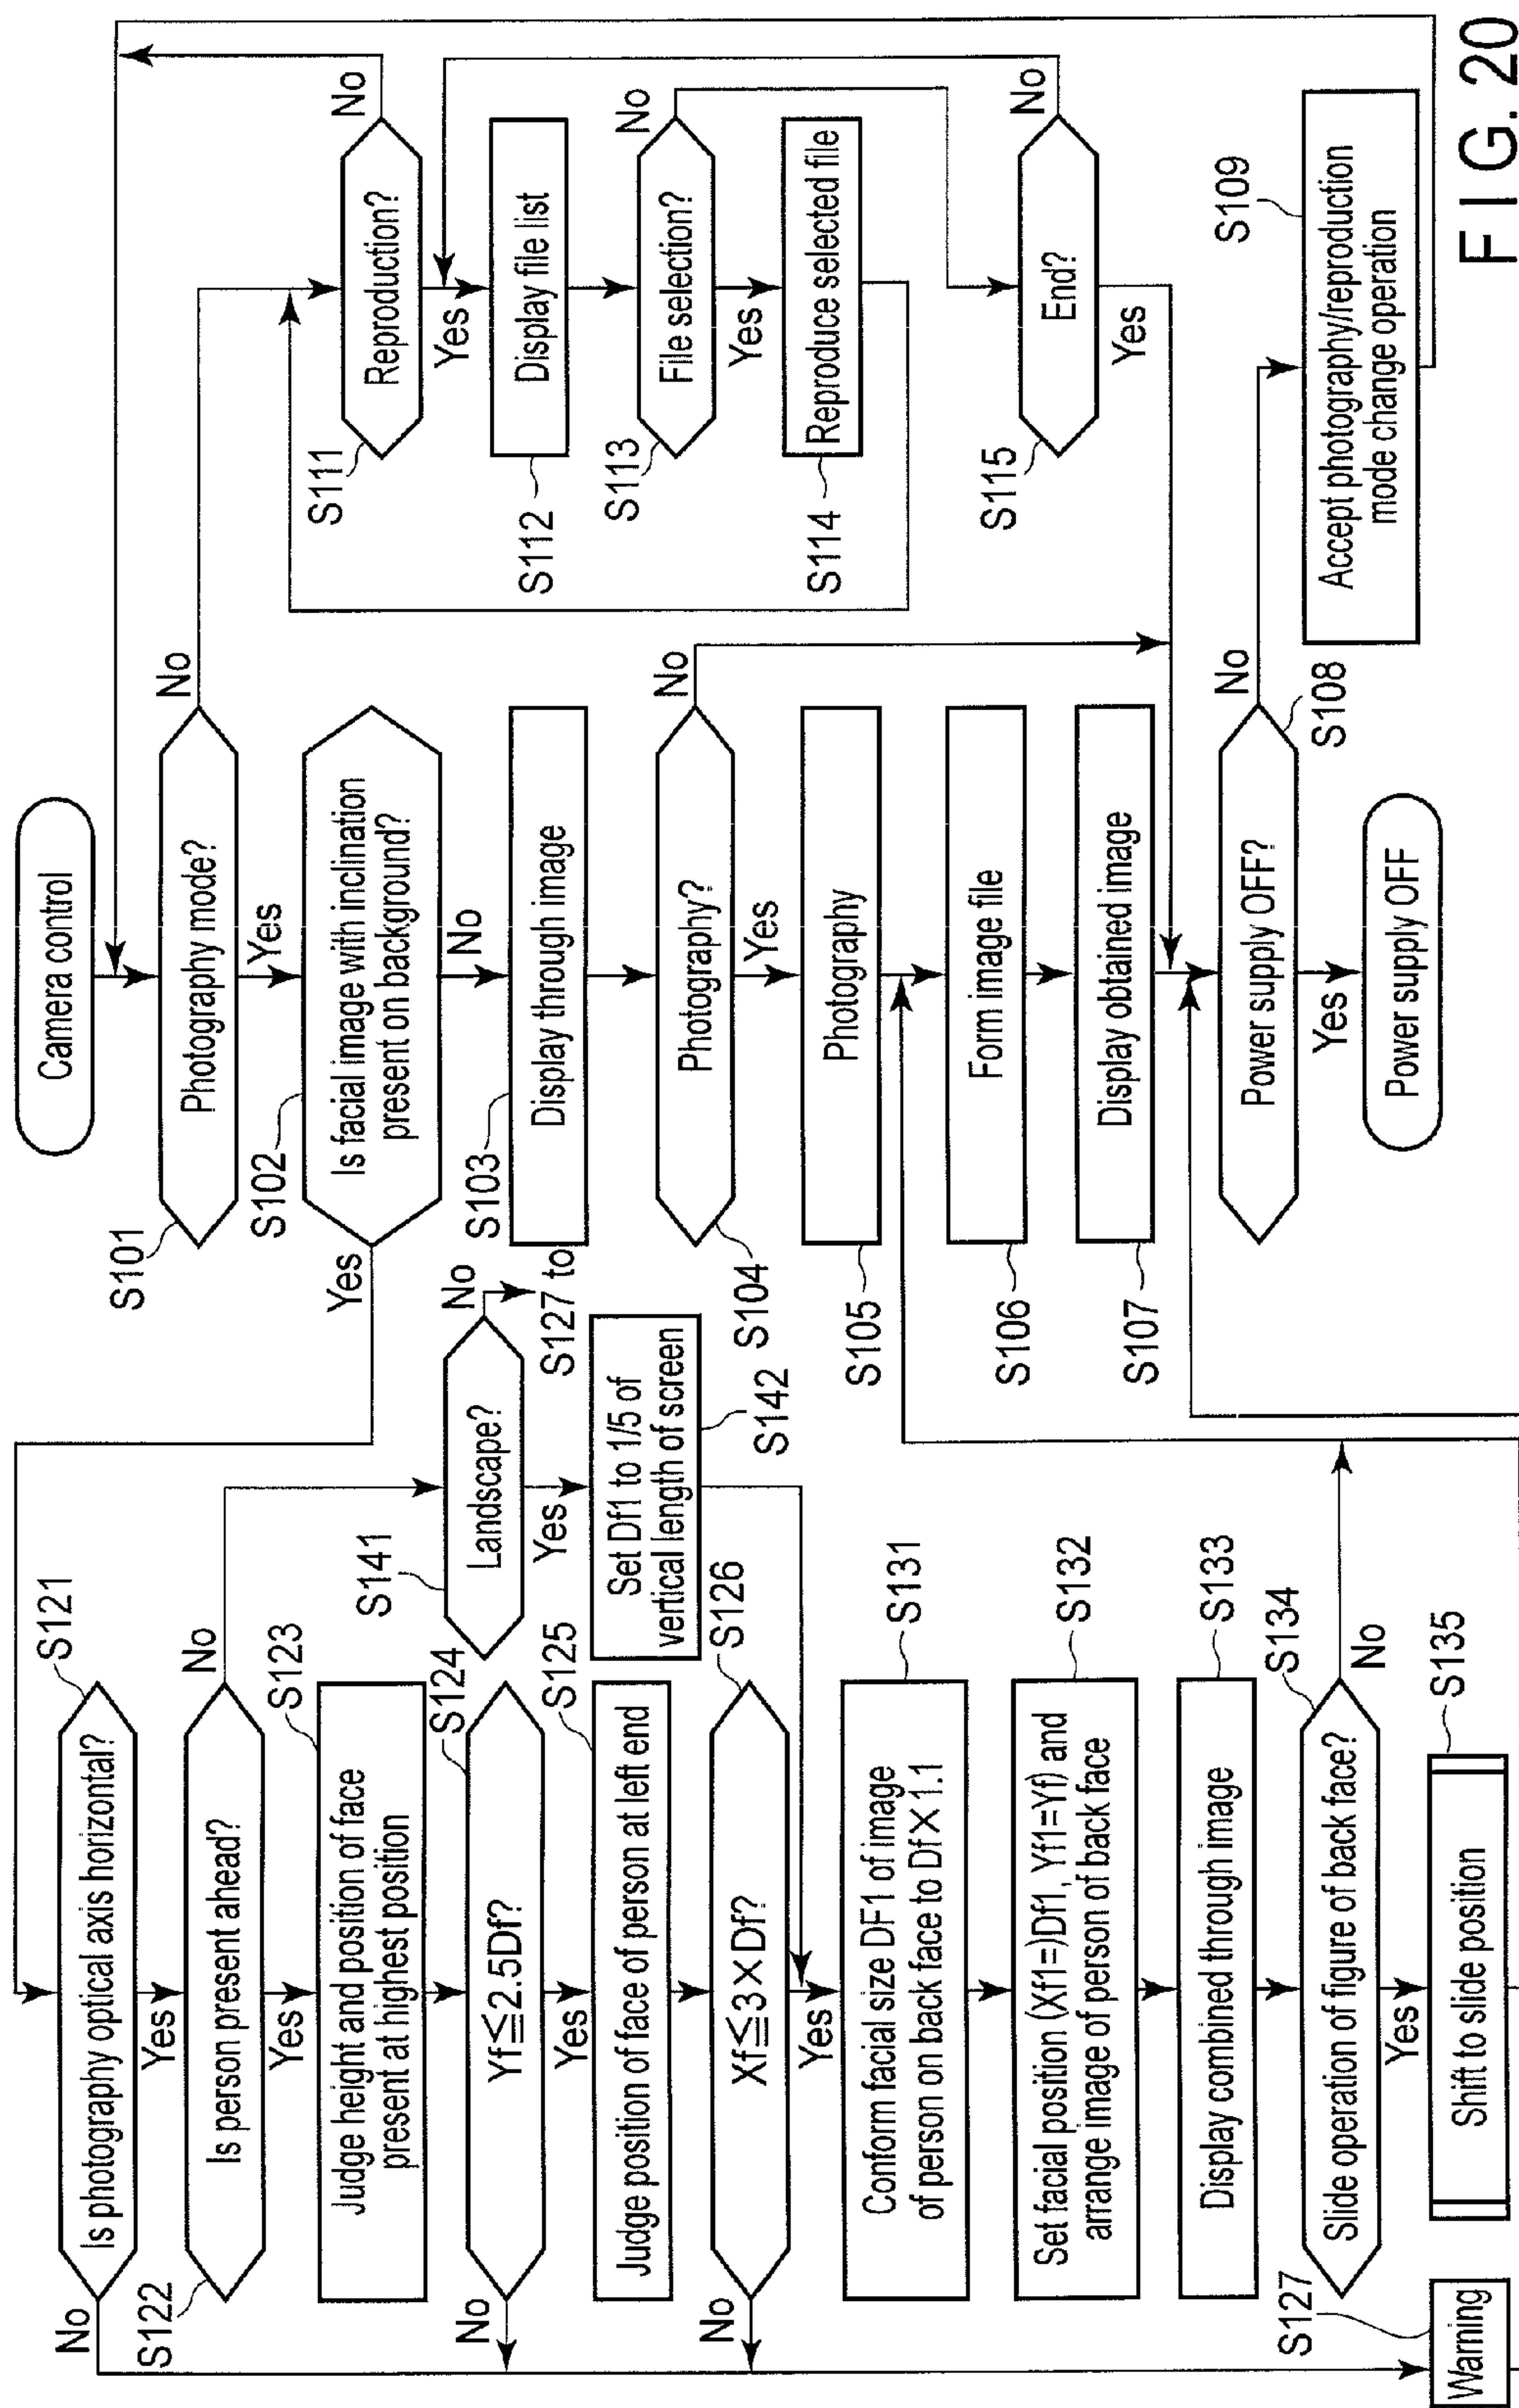 Camera control
S101
Photography mode?
No
Yes
S102
Is facial image with inclination
present on background?
Yes
No
S103
Display through image
S104
Photography?
No
Yes
S105
Photography
S106
Form image file
S107
Display obtained image
Power supply OFF?
S108
No
Yes
Power supply OFF
S109
Accept photography/reproduction
mode change operation
S111
Reproduction?
No
Yes
S112
Display file list
S113
File selection?
No
Yes
S114
Reproduce selected file
S115
End?
No
Yes
S121
Is photography optical axis horizontal?
No
Yes
S122
Is person present ahead?
No
Yes
S123
Judge height and position of face
present at highest position
S124
Yf≦2.5Df?
No
Yes
S125
Judge position of face of person at left end
S126
Xf≦3×Df?
No
Yes
S141
Landscape?
No
S127 to
Yes
Set Df1 to 1/5 of
vertical length of screen
S142
S131
Conform facial size DF1 of image
of person on back face to Df×1.1
S132
Set facial position (Xf1=)Df1, Yf1=Yf) and
arrange image of person of back face
S133
Display combined through image
S134
Slide operation of figure of back face?
No
Yes
S135
Shift to slide position
S127
Warning
FIG. 20